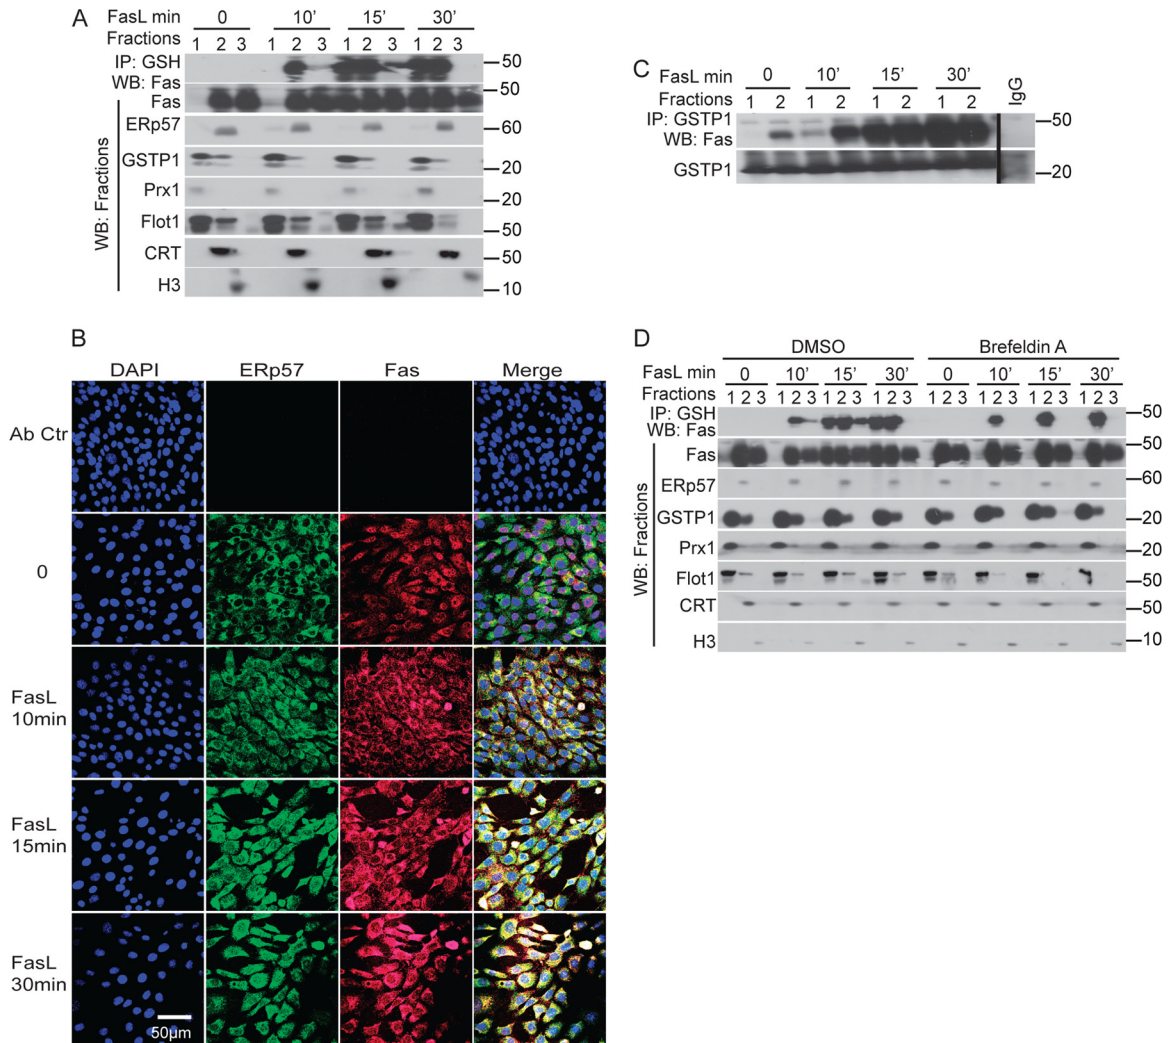 A
FasL min 0 10’ 15’ 30’
Fractions 1 2 3 1 2 3 1 2 3 1 2 3
IP: GSH
WB: Fas
50
50
Fas
ERp57
60
GSTP1
20
Prx1
20
Flot1
50
CRT
50
H3
10
WB: Fractions
B
DAPI ERp57 Fas Merge
Ab Ctr
0
FasL
10min
FasL
15min
FasL
30min
50µm
C
FasL min 0 10’ 15’ 30’
IgG
Fractions 1 2 1 2 1 2 1 2
IP: GSTP1
WB: Fas
50
GSTP1
20
D
DMSO Brefeldin A
FasL min 0 10’ 15’ 30’ 0 10’ 15’ 30’
Fractions 1 2 3 1 2 3 1 2 3 1 2 3 1 2 3 1 2 3 1 2 3 1 2 3
IP: GSH
WB: Fas
50
Fas
50
ERp57
60
GSTP1
20
Prx1
20
Flot1
50
CRT
50
H3
10
WB: Fractions